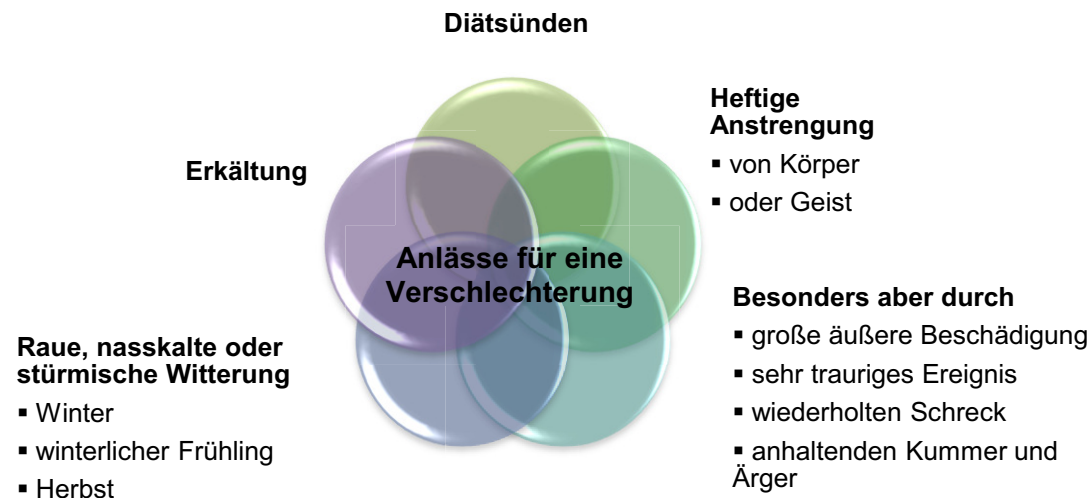 Diätsünden
Heftige
Anstrengung
▪ von Körper
▪ oder Geist
Erkältung
Anlässe für eine
Verschlechterung
Besonders aber durch
▪ große äußere Beschädigung
▪ sehr trauriges Ereignis
▪ wiederholten Schreck
▪ anhaltenden Kummer und
Ärger
Raue, nasskalte oder
stürmische Witterung
▪ Winter
▪ winterlicher Frühling
▪ Herbst